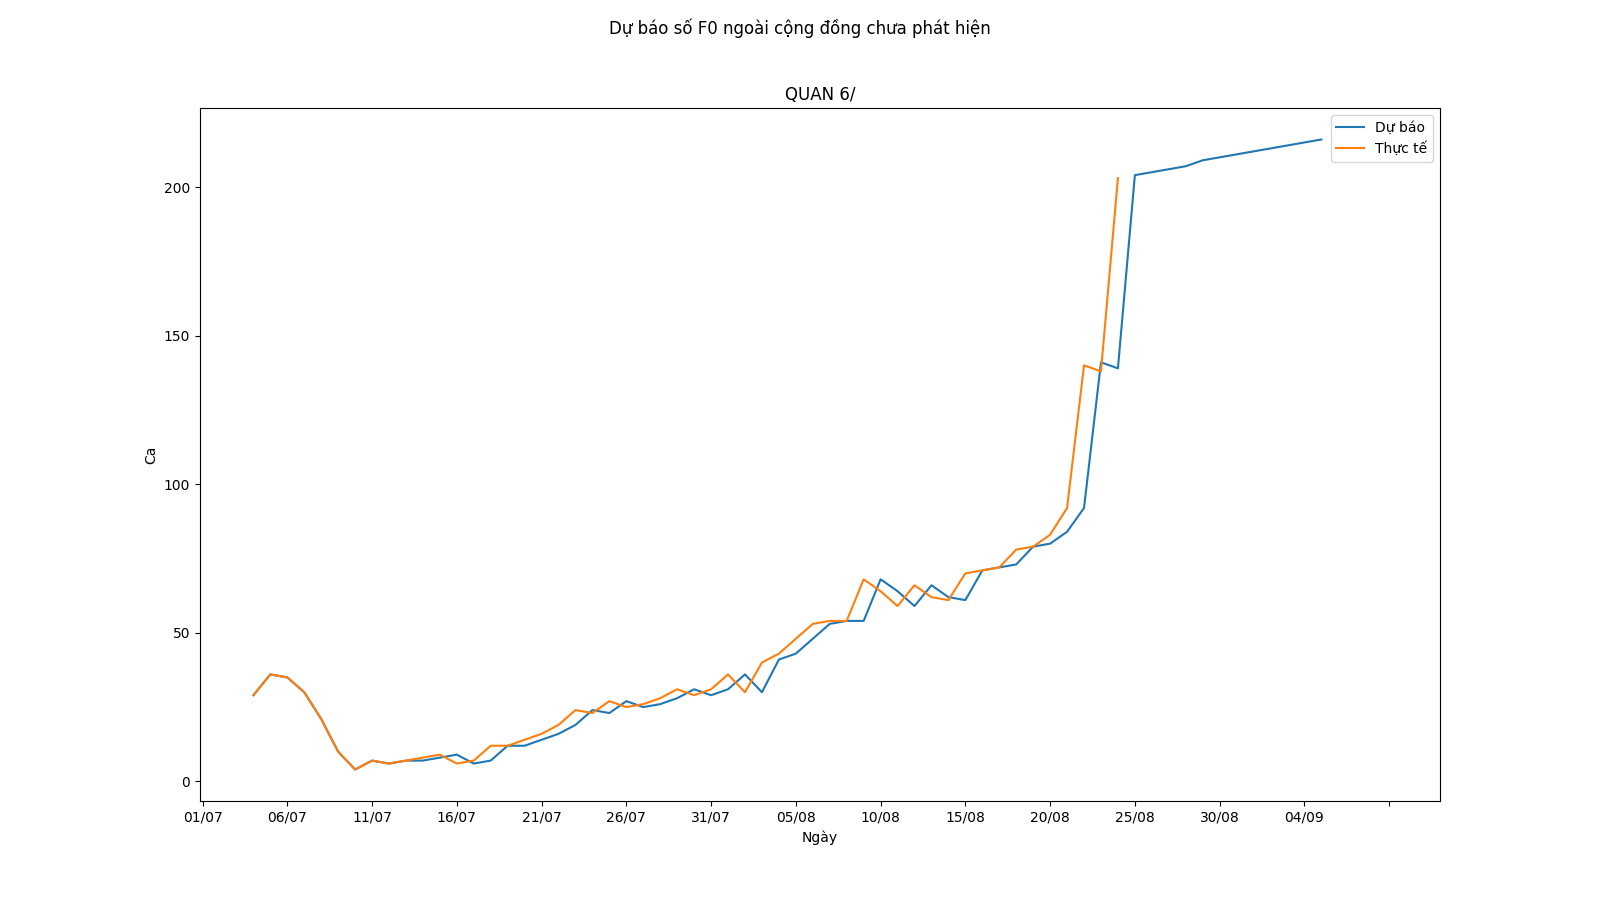 Dự báo số F0 ngoài cộng đồng chưa phát hiện
QUAN 6/
Dự báo
Thực tế
200
150
100
50
0
Ca
01/07 06/07 11/07 16/07 21/07 26/07 31/07 05/08 10/08 15/08 20/08 25/08 30/08 04/09
Ngày